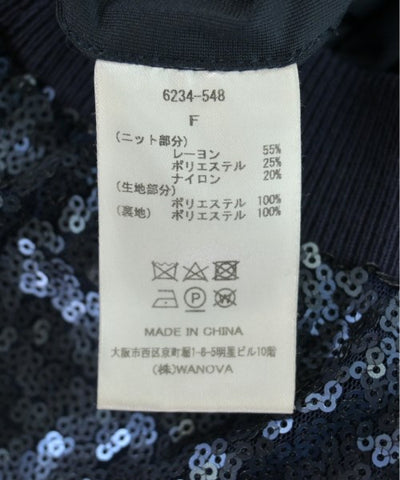 6234-548
F
(ニット部分)
レーヨン 55%
ポリエステル 25%
ナイロン 20%
(生地部分)
ポリエステル 100%
(裏地) ポリエステル 100%
P
MADE IN CHINA
大阪市西区京町堀1-6-5明星ビル10階
(株)WANOVA